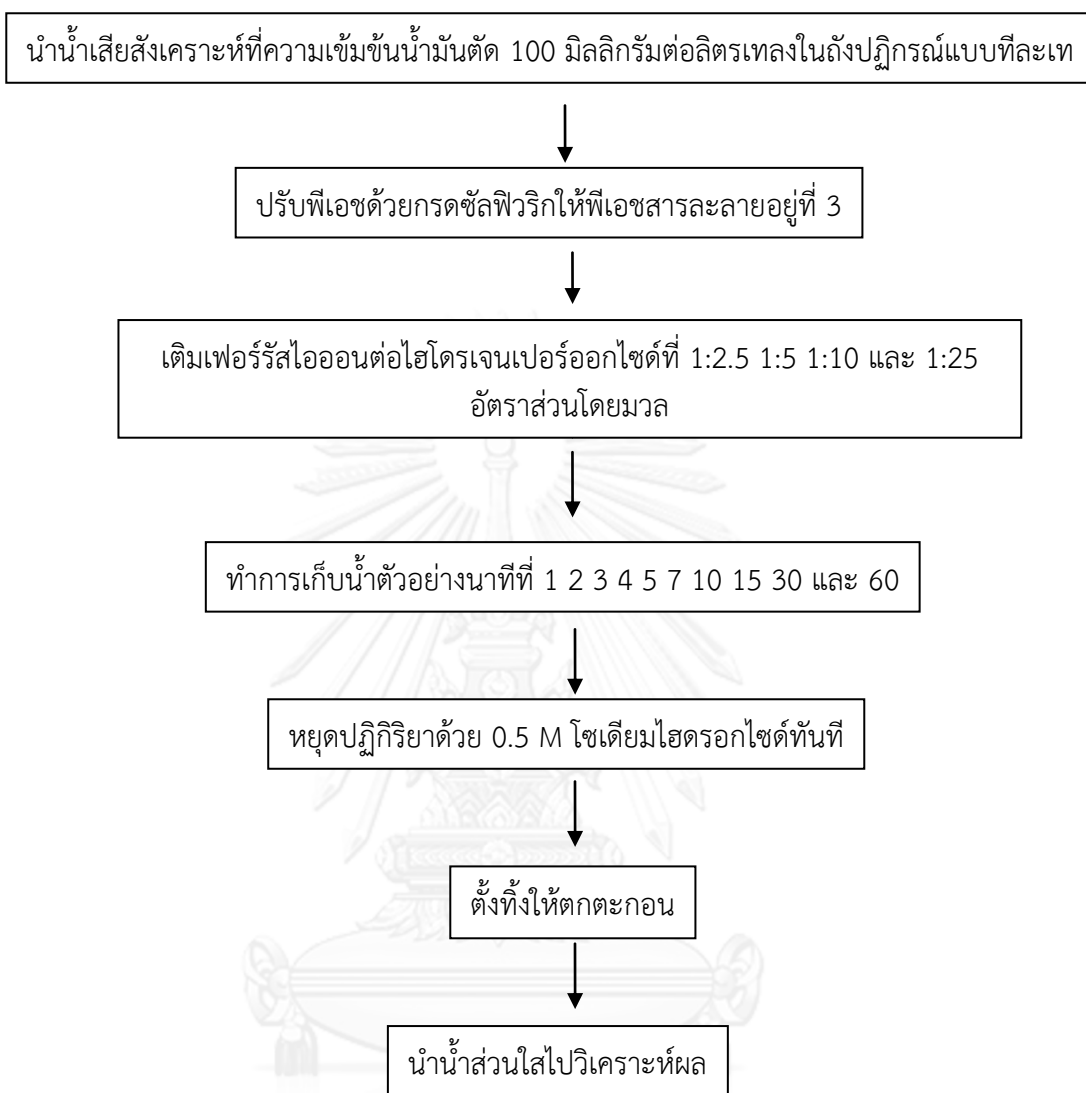 นำน้ำเสียสังเคราะห์ที่ความเข้มข้นน้ำมันตัด 100 มิลลิกรัมต่อลิตรเทลงในถังปฏิกรณ์แบบทีละเท
ปรับพีเอชด้วยกรดซัลฟิวริกให้พีเอชสารละลายอยู่ที่ 3
เติมเฟอร์รัสไอออนต่อไฮโดรเจนเปอร์ออกไซด์ที่ 1:2.5 1:5 1:10 และ 1:25
อัตราส่วนโดยมวล
ทำการเก็บน้ำตัวอย่างนาทีที่ 1 2 3 4 5 7 10 15 30 และ 60
หยุดปฏิกิริยาด้วย 0.5 M โซเดียมไฮดรอกไซด์ทันที
ตั้งทิ้งให้ตกตะกอน
นำน้ำส่วนใสไปวิเคราะห์ผล